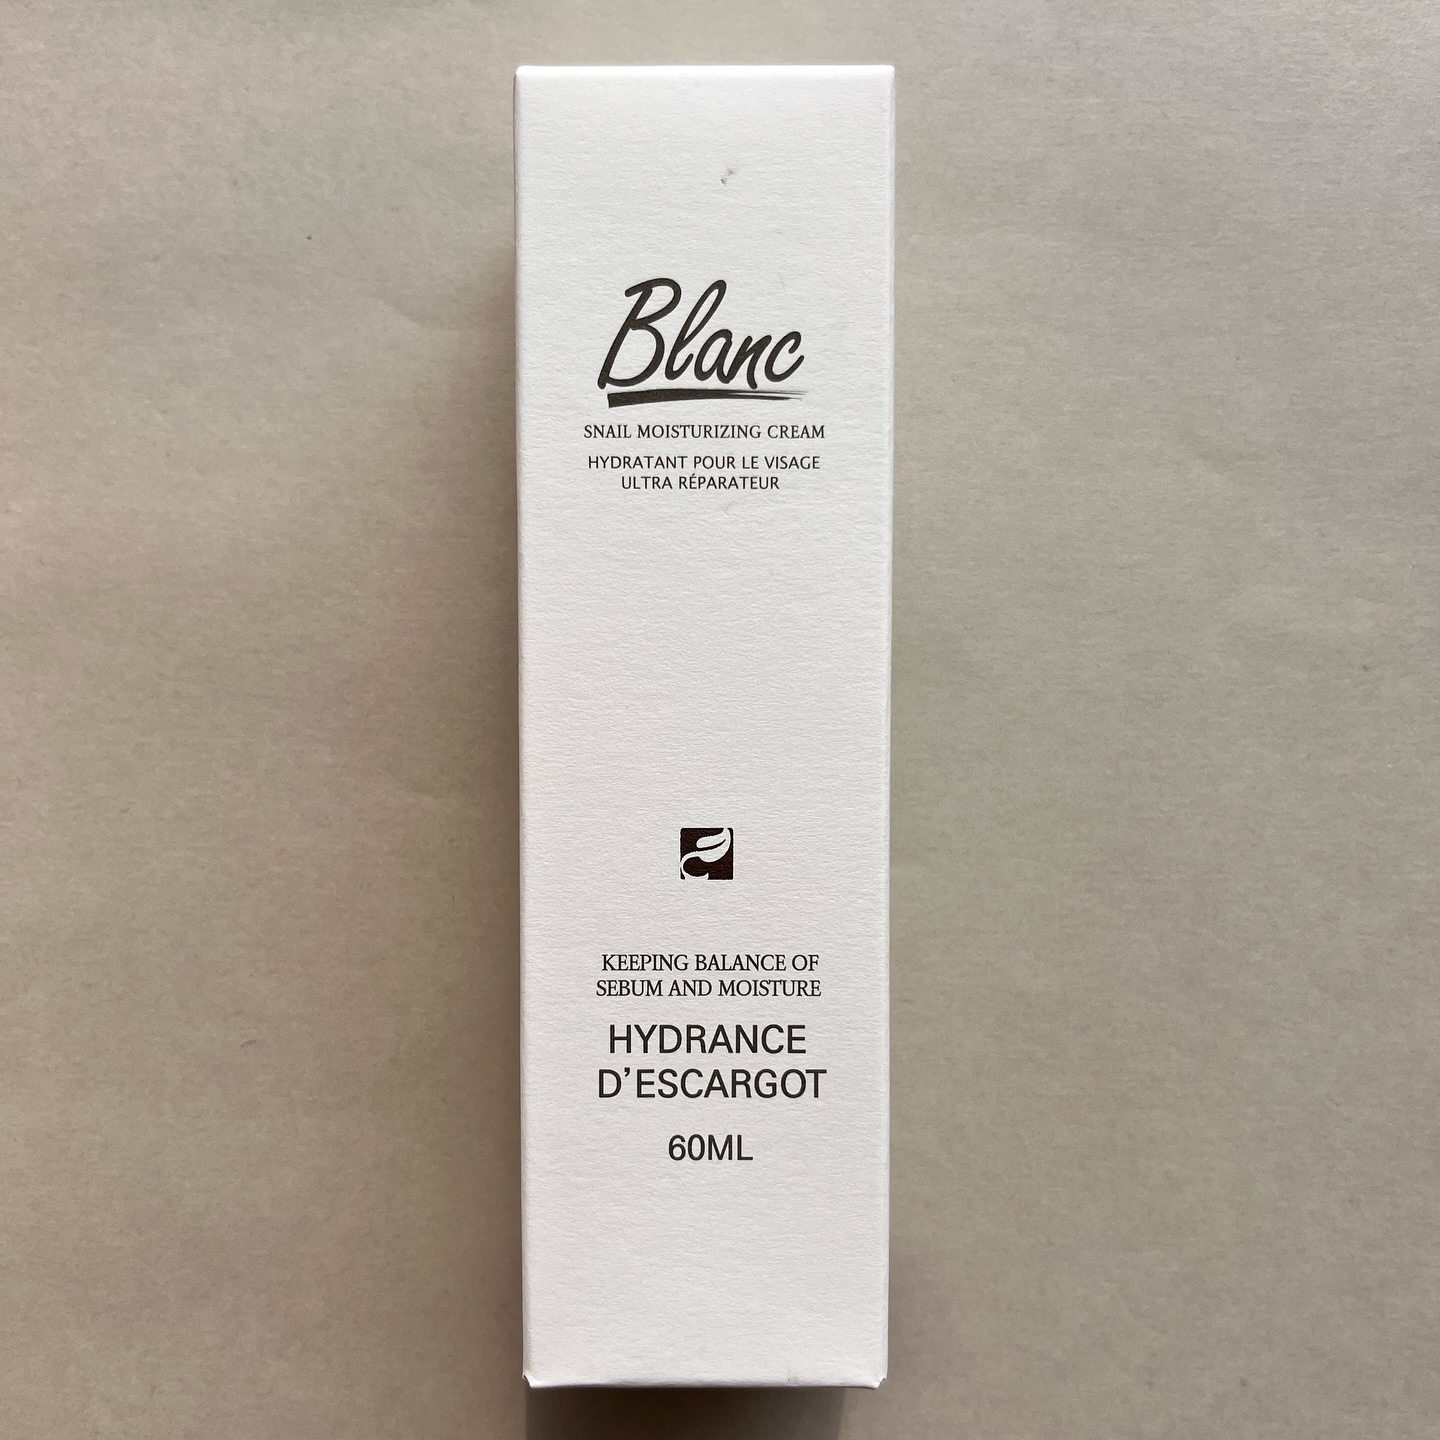 Blanc
SNAIL MOISTURIZING CREAM
HYDRATANT POUR LE VISAGE
ULTRA RÉPARATEUR
KEEPING BALANCE OF
SEBUM AND MOISTURE
HYDRANCE
D'ESCARGOT
60ML